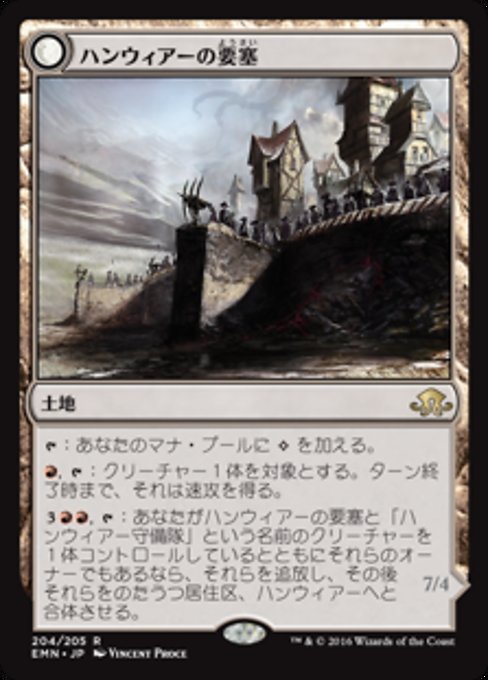 ようさい
ハンウィアーの要塞
土地
：あなたのマナ・プールに を加える。
, ：クリーチャー１体を対象とする。ターン終
了時まで、それは速攻を得る。
3 , ：あなたがハンウィアーの要塞と「ハ
ンウィアー守備隊」という名前のクリーチャーを
１体コントロールしているとともにそれらのオー
ナーでもあるなら、それらを追放し、その後
それらをのたうつ居住区、ハンウィアーへと
合体させる。
7/4
204/205 R
EMN • JP Vincent Proce
™ & © 2016 Wizards of the Coast